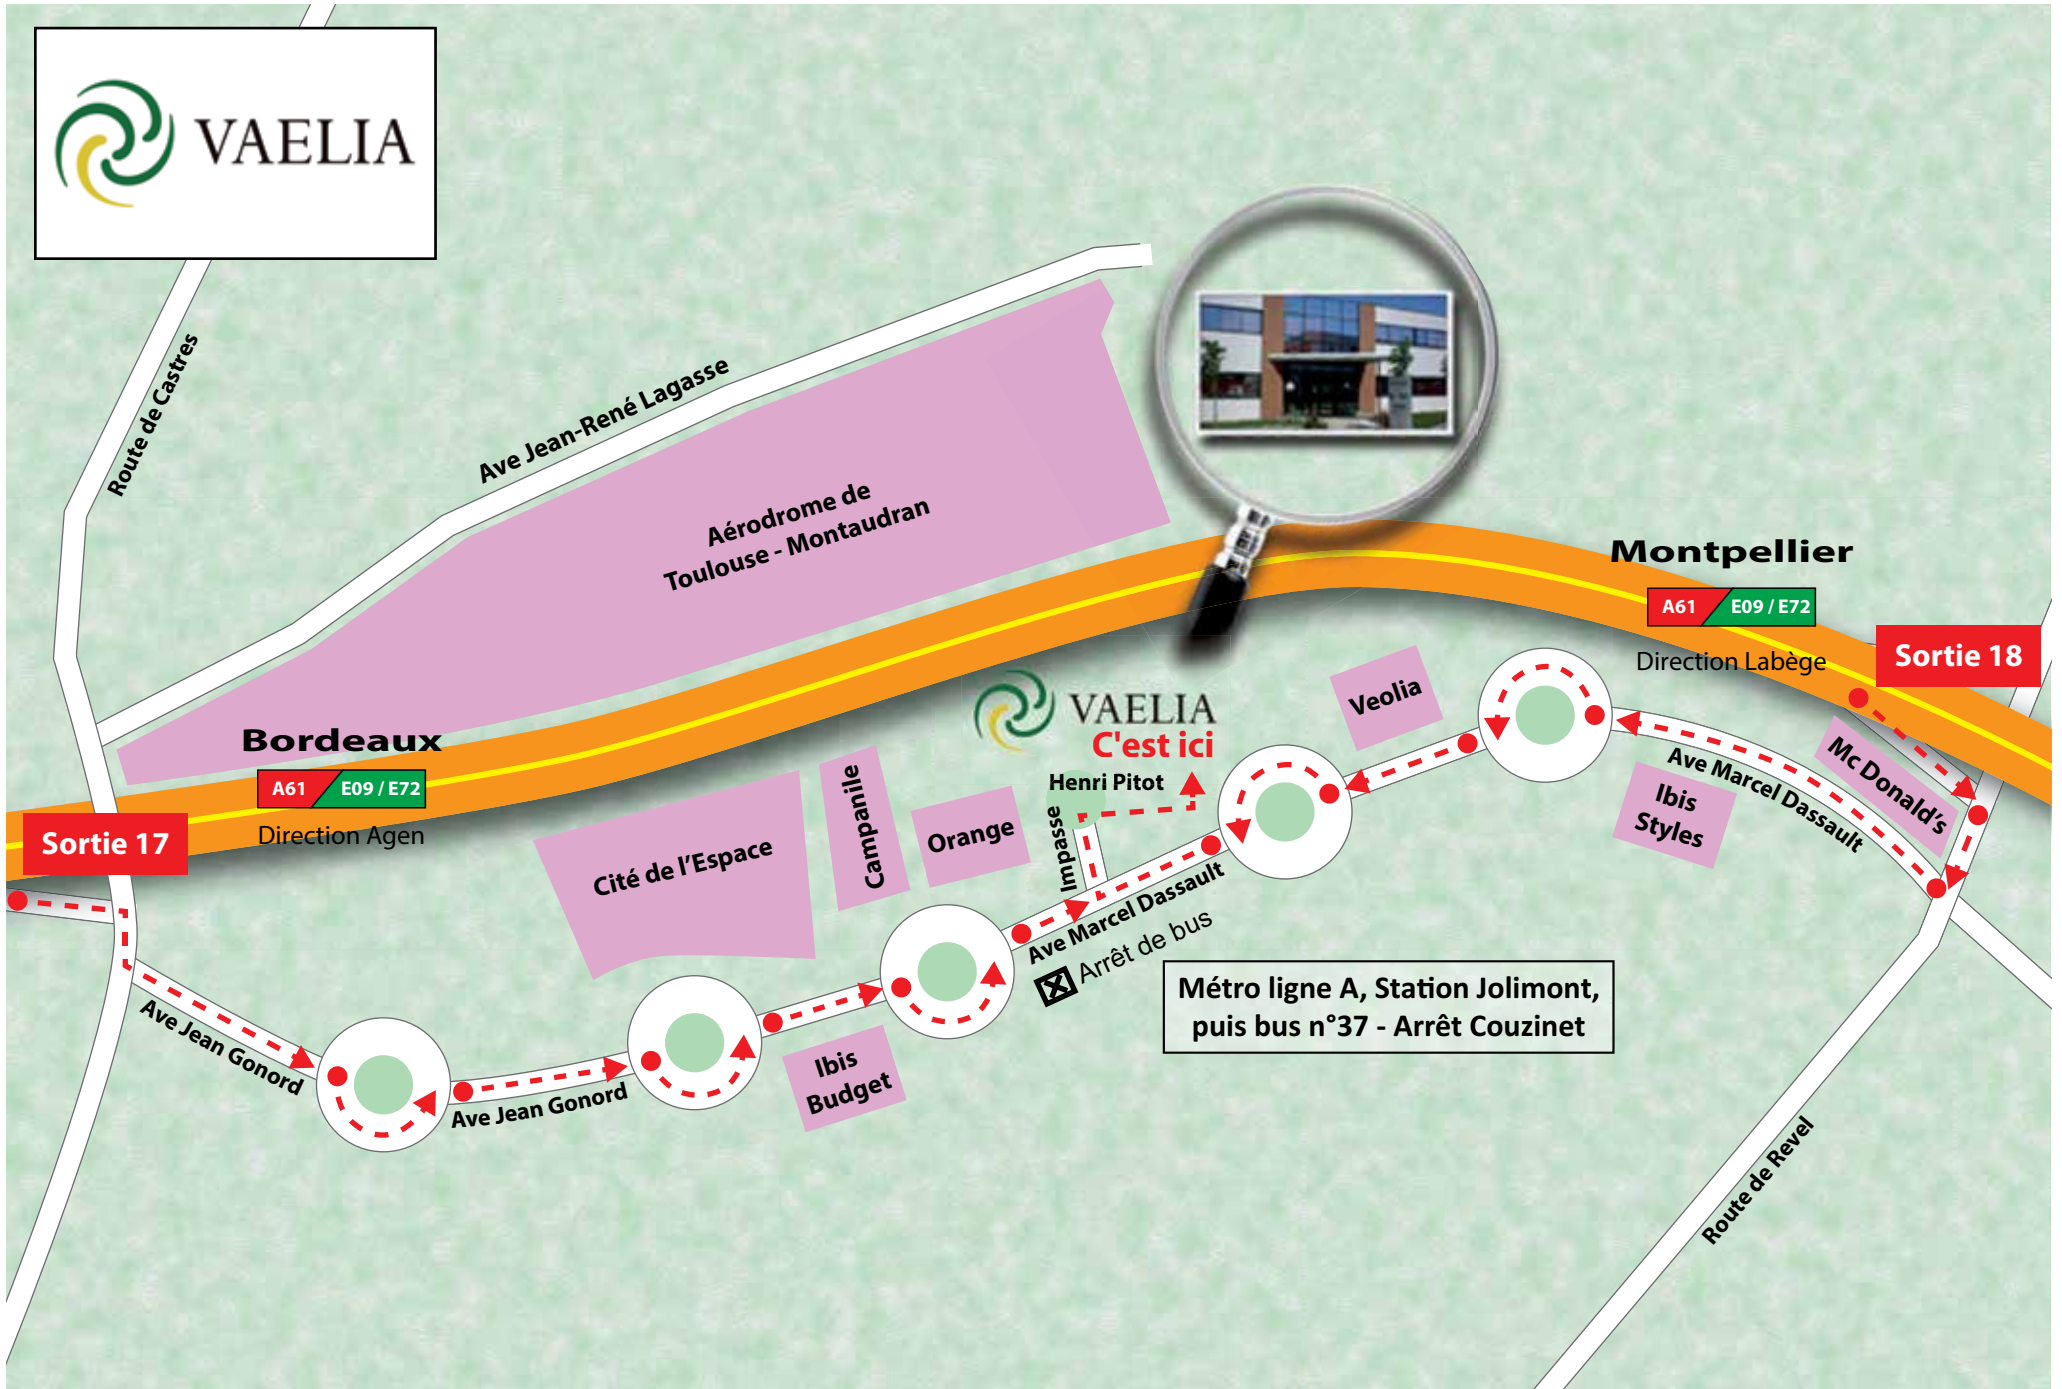 VAELIA
Route de Castres
Ave Jean-René Lagasse
Aérodrome de
Toulouse - Montaudran
Montpellier
A61 E09 / E72
Direction Labège
Sortie 18
Bordeaux
A61 E09 / E72
Direction Agen
Sortie 17
VAELIA
C'est ici
Veolia
Henri Pitot
Impasse
Mc Donald's
Ave Marcel Dassault
Ibis
Styles
Cité de l'Espace
Campanile
Orange
Ave Marcel Dassault
Arrêt de bus
Métro ligne A, Station Jolimont,
puis bus n°37 - Arrêt Couzinet
Ave Jean Gonord
Ave Jean Gonord
Ibis
Budget
Route de Revel